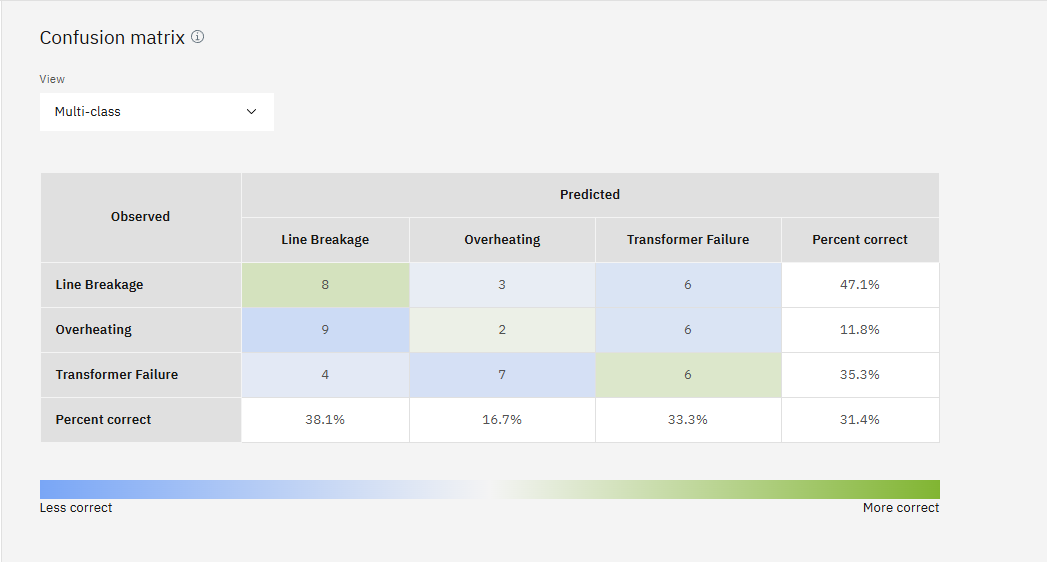 Confusion matrix
View
Multi-class
Observed
Predicted
Line Breakage Overheating Transformer Failure Percent correct
Line Breakage 8 3 6 47.1%
Overheating 9 2 6 11.8%
Transformer Failure 4 7 6 35.3%
Percent correct 38.1% 16.7% 33.3% 31.4%
Less correct More correct